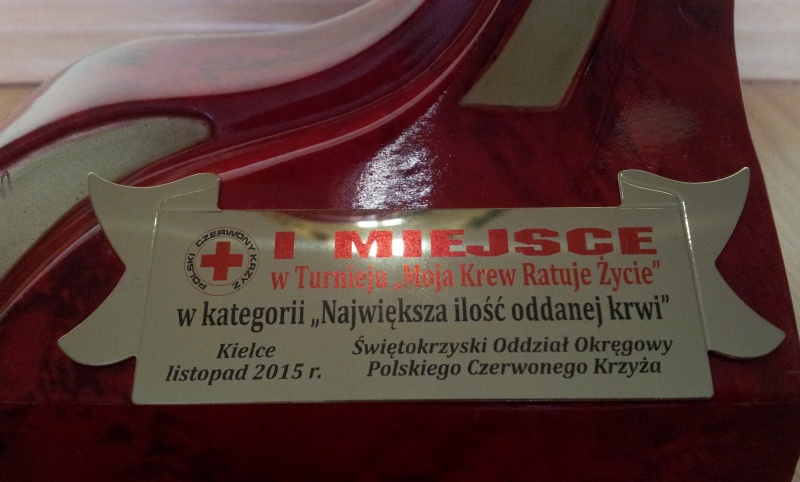 POLSKI CZERWONY KRZYŻ
I MIEJSCE
w Turnieju „Moja Krew Ratuje Życie”
w kategorii „Największa ilość oddanej krwi”
Kielce
listopad 2015 r.
Świętokrzyski Oddział Okręgowy
Polskiego Czerwonego Krzyża